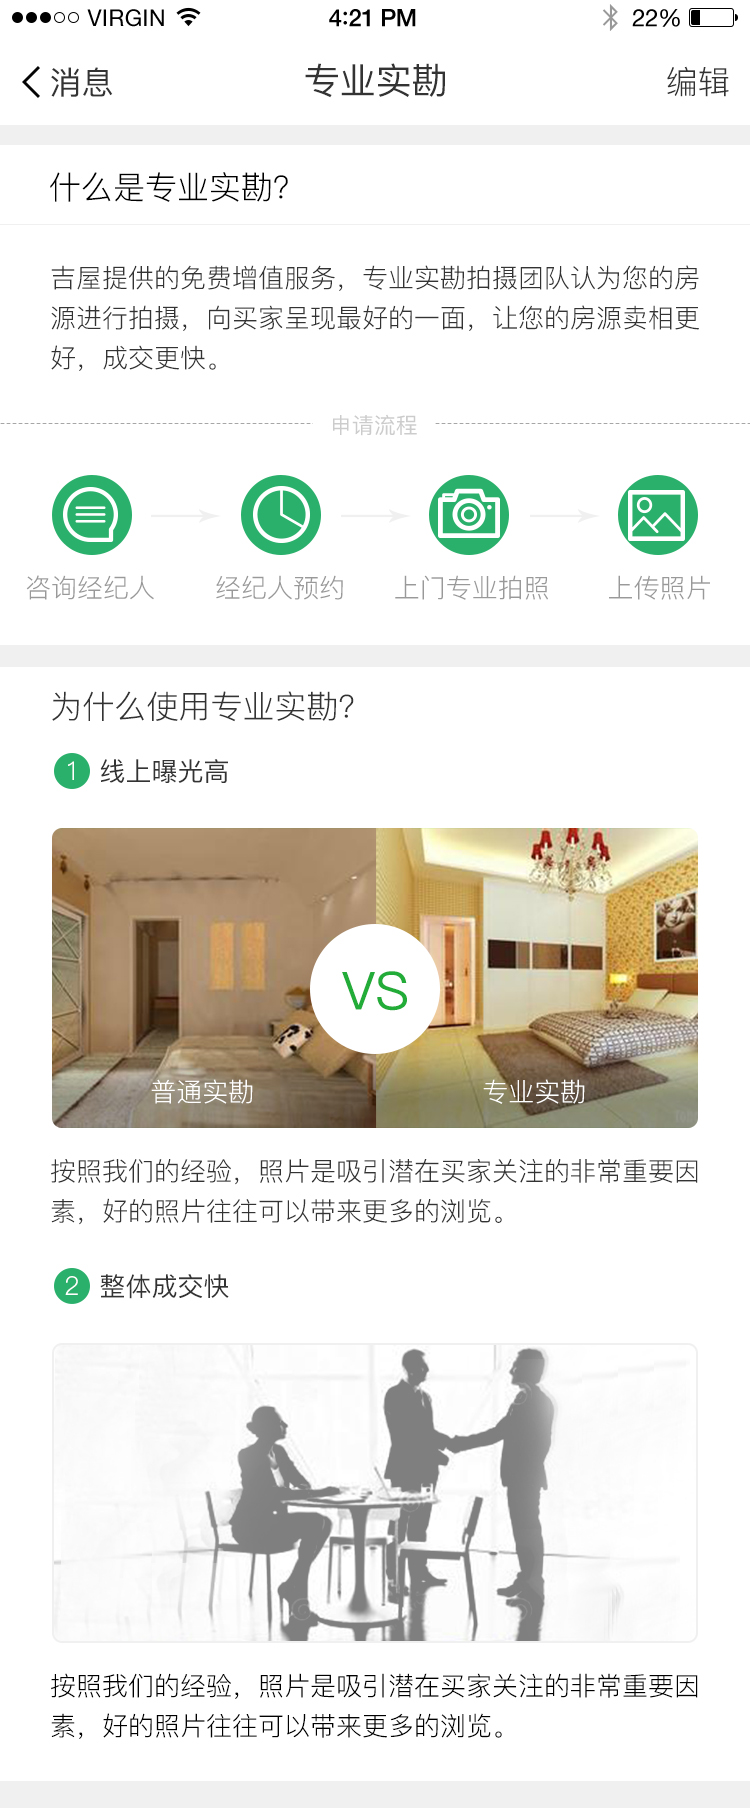 VIRGIN 4:21 PM 22%
消息 专业实勘 编辑
什么是专业实勘？
吉屋提供的免费增值服务，专业实勘拍摄团队认为您的房
源进行拍摄，向买家呈现最好的一面，让您的房源卖相更
好，成交更快。
申请流程
咨询经纪人 经纪人预约 上门专业拍照 上传照片
为什么使用专业实勘？
1 线上曝光高
VS
普通实勘 专业实勘
按照我们的经验，照片是吸引潜在买家关注的非常重要因
素，好的照片往往可以带来更多的浏览。
2 整体成交快
按照我们的经验，照片是吸引潜在买家关注的非常重要因
素，好的照片往往可以带来更多的浏览。